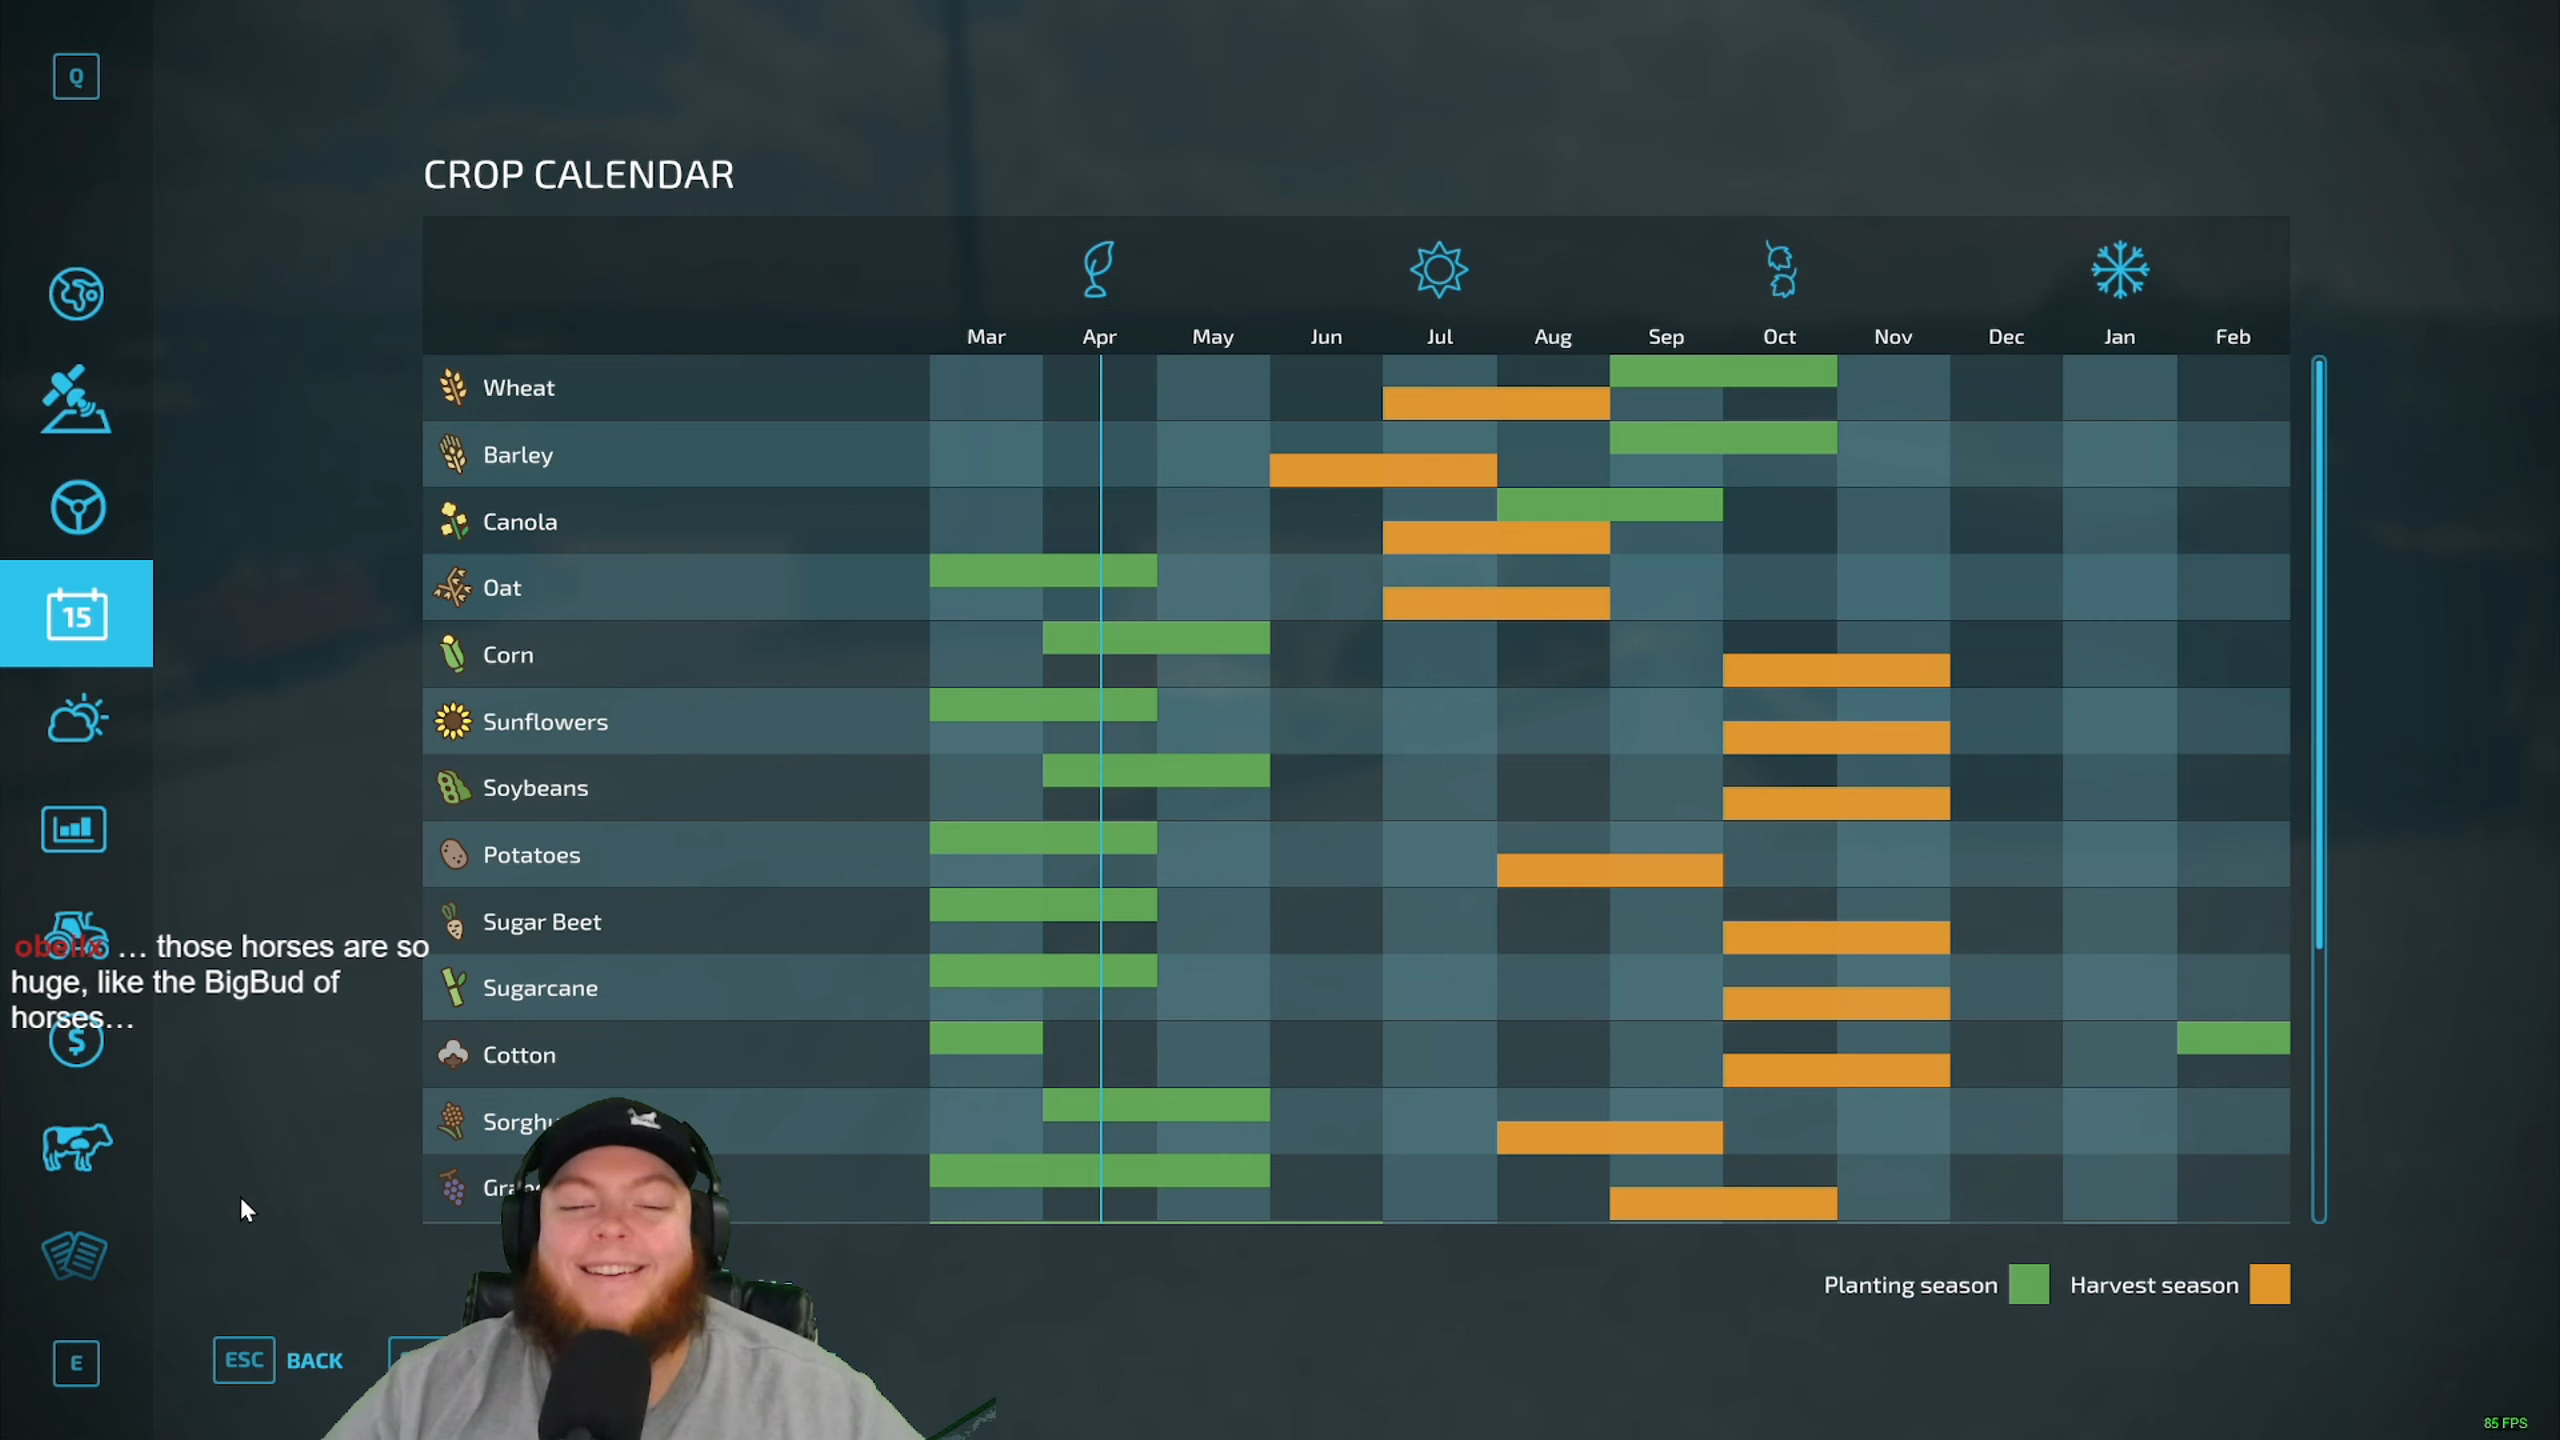 Q
CROP CALENDAR
Mar Apr May Jun Jul Aug Sep Oct Nov Dec Jan Feb
Wheat
Barley
Canola
Oat
15
Corn
Sunflowers
Soybeans
Potatoes
Sugar Beet
obelix ... those horses are so
huge, like the BigBud of
horses...
Sugarcane
$
Cotton
Planting season Harvest season
E
ESC BACK
85 FPS